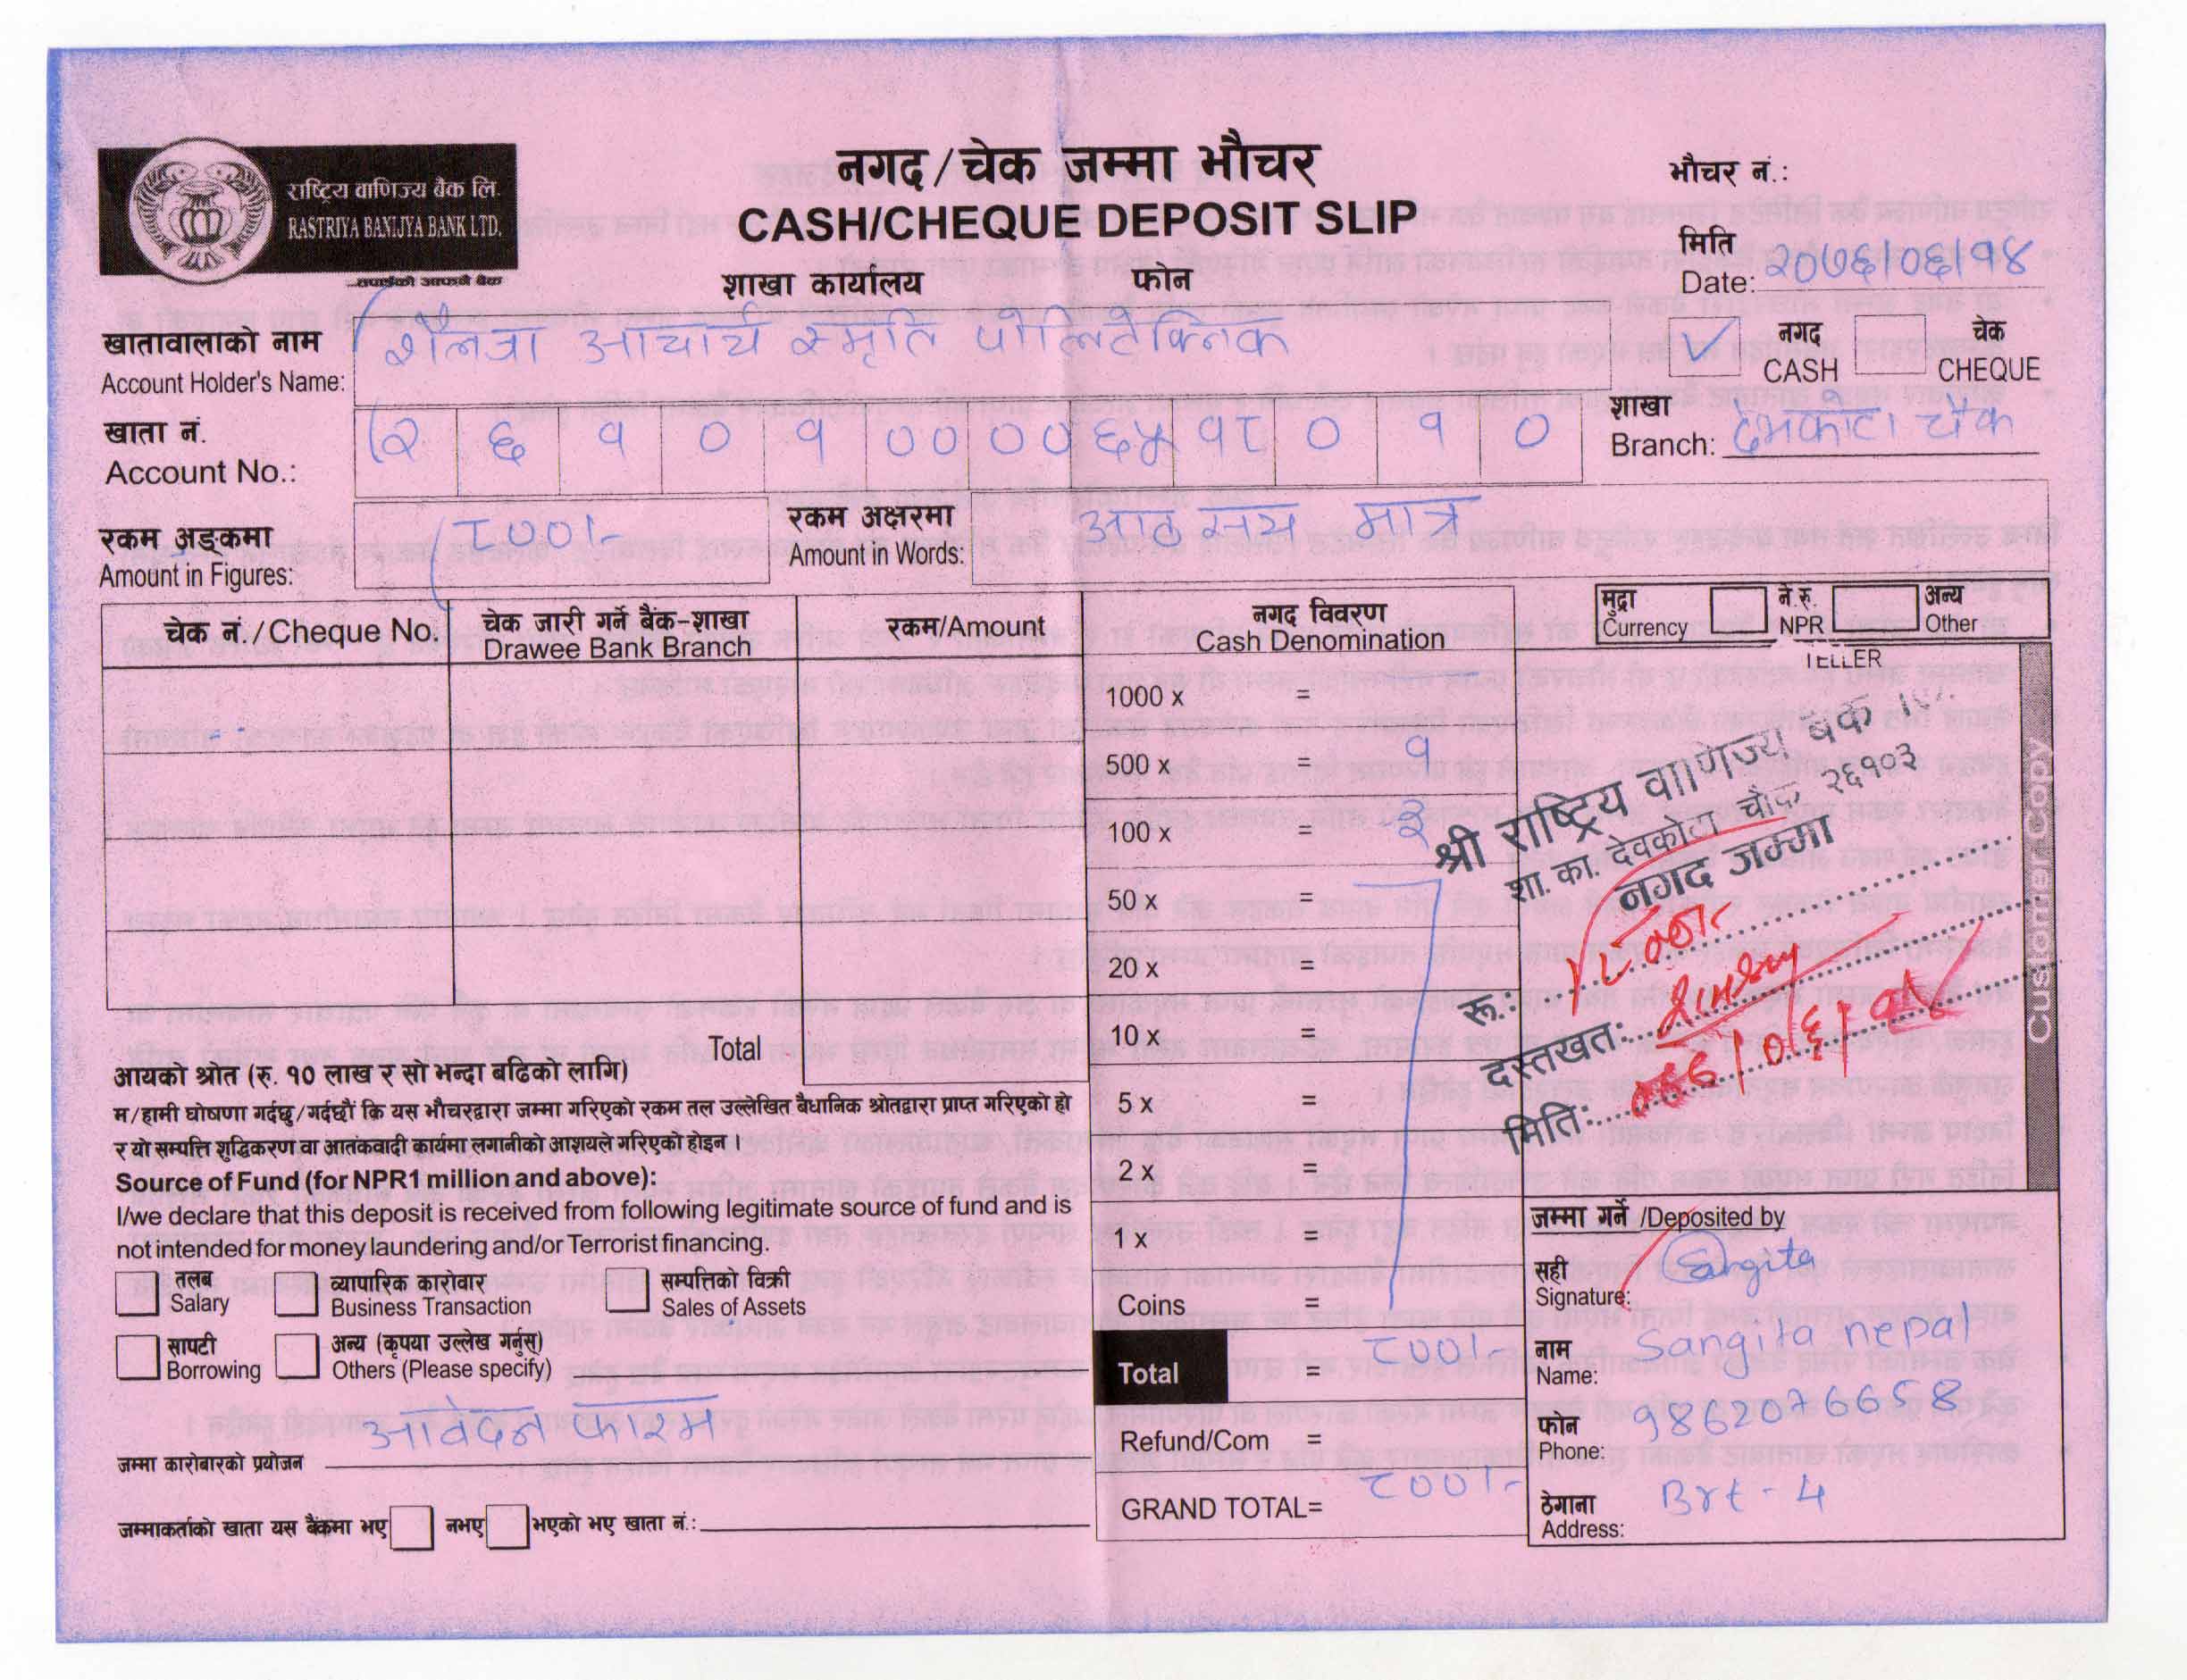 राष्ट्रिय वाणिज्य बैंक लि.
RASTRIYA BANIJYA BANK LTD.
...तपाईंको आफ्नै बैंक
नगद/चेक जम्मा भौचर
CASH/CHEQUE DEPOSIT SLIP
शाखा कार्यालय फोन
भौचर नं.:
मिति
Date: २०७६।०६।१४
खातावालाको नाम
Account Holder's Name: शैलजा आचार्य स्मृति पोलिटेक्निक
नगद
CASH
चेक
CHEQUE
खाता नं.
Account No.: २ ६ १ ० १ ०० ०० ६५ १८ ० १ ०
शाखा
Branch: देवकोटा चौक
रकम अङ्कमा
Amount in Figures: ८००।-
रकम अक्षरमा
Amount in Words: आठ सय मात्र
चेक नं./Cheque No.
चेक जारी गर्ने बैंक-शाखा
Drawee Bank Branch
रकम/Amount
नगद विवरण
Cash Denomination
मुद्रा
Currency
ने.रु.
NPR
अन्य
Other
TELLER
1000 x =
500 x = १
100 x = ३
50 x =
20 x =
10 x =
5 x =
2 x =
1 x =
Coins =
Total = ८००।-
Refund/Com =
GRAND TOTAL= ८००।-
श्री राष्ट्रिय वाणिज्य बैंक लि.
शा. का. देवकोटा चौक, २६१०३
नगद जम्मा
रू.: ८००।-
दस्तखत:
मिति:
Customer Copy
Total
आयको श्रोत (रु. १० लाख र सो भन्दा बढिको लागि)
म/हामी घोषणा गर्दछु/गर्दछौं कि यस भौचरद्वारा जम्मा गरिएको रकम तल उल्लेखित बैधानिक श्रोतद्वारा प्राप्त गरिएको हो
र यो सम्पत्ति शुद्धिकरण वा आतंकवादी कार्यमा लगानीको आशयले गरिएको होइन ।
Source of Fund (for NPR1 million and above):
I/we declare that this deposit is received from following legitimate source of fund and is
not intended for money laundering and/or Terrorist financing.
तलब
Salary
व्यापारिक कारोवार
Business Transaction
सम्पत्तिको विक्री
Sales of Assets
सापटी
Borrowing
अन्य (कृपया उल्लेख गर्नुस्)
Others (Please specify)
जम्मा कारोबारको प्रयोजन आवेदन फारम
जम्माकर्ताको खाता यस बैंकमा भए नभए भएको भए खाता नं.:
जम्मा गर्ने /Deposited by
सही
Signature: Sangita
नाम
Name: Sangita nepal
फोन
Phone: 9862076658
ठेगाना
Address: Brt - 4